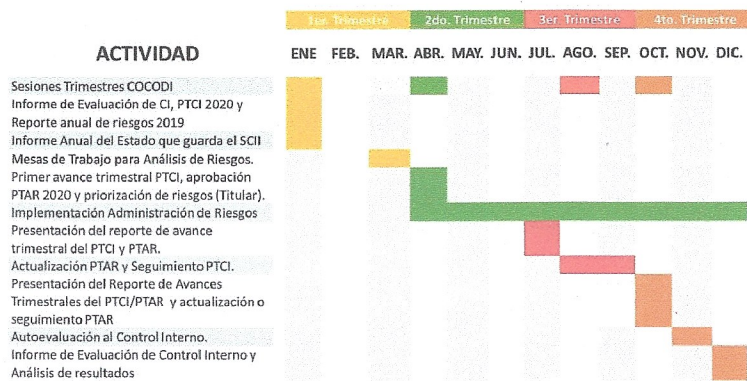 1er. Trimestre 2do. Trimestre 3er. Trimestre 4to. Trimestre
ACTIVIDAD ENE FEB. MAR. ABR. MAY. JUN. JUL. AGO. SEP. OCT. NOV. DIC.
Sesiones Trimestres COCODI
Informe de Evaluación de CI, PTCI 2020 y
Reporte anual de riesgos 2019
Informe Anual del Estado que guarda el SCII
Mesas de Trabajo para Análisis de Riesgos.
Primer avance trimestral PTCI, aprobación
PTAR 2020 y priorización de riesgos (Titular).
Implementación Administración de Riesgos
Presentación del reporte de avance
trimestral del PTCI y PTAR.
Actualización PTAR y Seguimiento PTCI.
Presentación del Reporte de Avances
Trimestrales del PTCI/PTAR y actualización o
seguimiento PTAR
Autoevaluación al Control Interno.
Informe de Evaluación de Control Interno y
Análisis de resultados